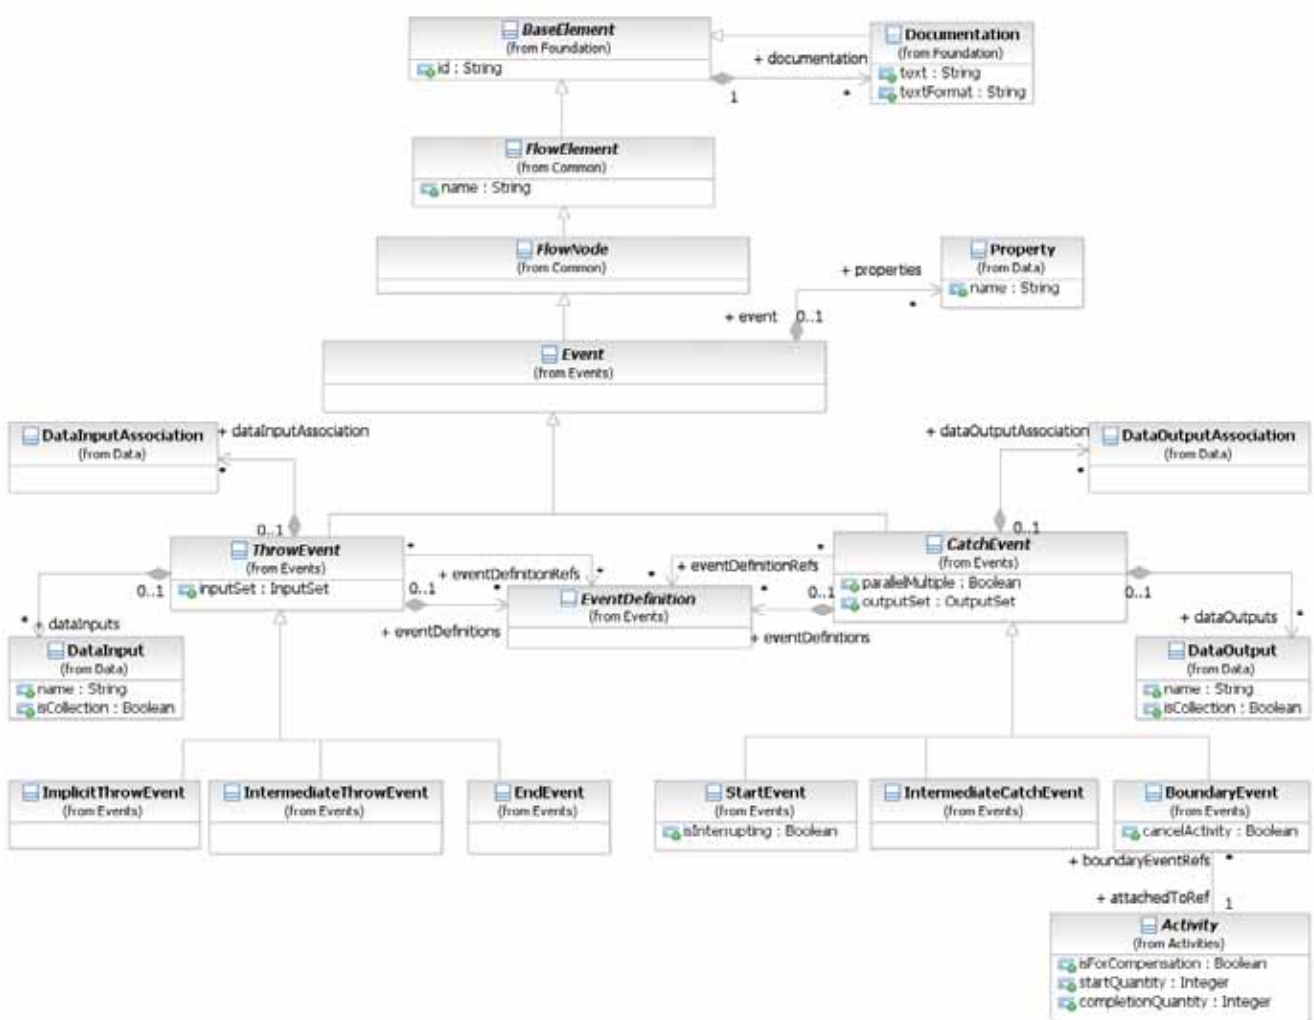 BaseElement
(from Foundation)
id : String
Documentation
(from Foundation)
text : String
textFormat : String
+ documentation
1
*
FlowElement
(from Common)
name : String
FlowNode
(from Common)
Property
(from Data)
name : String
+ properties
*
+ event
0..1
Event
(from Events)
DataInputAssociation
(from Data)
+ dataInputAssociation
*
+ dataOutputAssociation
*
DataOutputAssociation
(from Data)
0..1
0..1
ThrowEvent
(from Events)
inputSet : InputSet
CatchEvent
(from Events)
parallelMultiple : Boolean
outputSet : OutputSet
*
+ eventDefinitionRefs
*
*
+ eventDefinitionRefs
*
0..1
*
+ eventDefinitions
EventDefinition
(from Events)
*
0..1
+ eventDefinitions
0..1
* + dataInputs
DataInput
(from Data)
name : String
isCollection : Boolean
0..1
+ dataOutputs
*
DataOutput
(from Data)
name : String
isCollection : Boolean
ImplicitThrowEvent
(from Events)
IntermediateThrowEvent
(from Events)
EndEvent
(from Events)
StartEvent
(from Events)
isInterrupting : Boolean
IntermediateCatchEvent
(from Events)
BoundaryEvent
(from Events)
cancelActivity : Boolean
+ boundaryEventRefs
*
+ attachedToRef
1
Activity
(from Activities)
isForCompensation : Boolean
startQuantity : Integer
completionQuantity : Integer